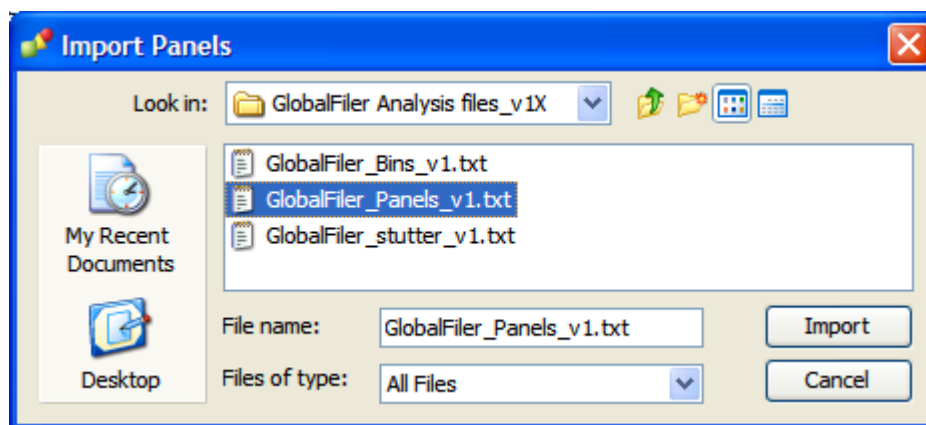 Import Panels
Look in: GlobalFiler Analysis files_v1X
GlobalFiler_Bins_v1.txt
GlobalFiler_Panels_v1.txt
GlobalFiler_stutter_v1.txt
My Recent
Documents
Desktop
File name: GlobalFiler_Panels_v1.txt Import
Files of type: All Files Cancel